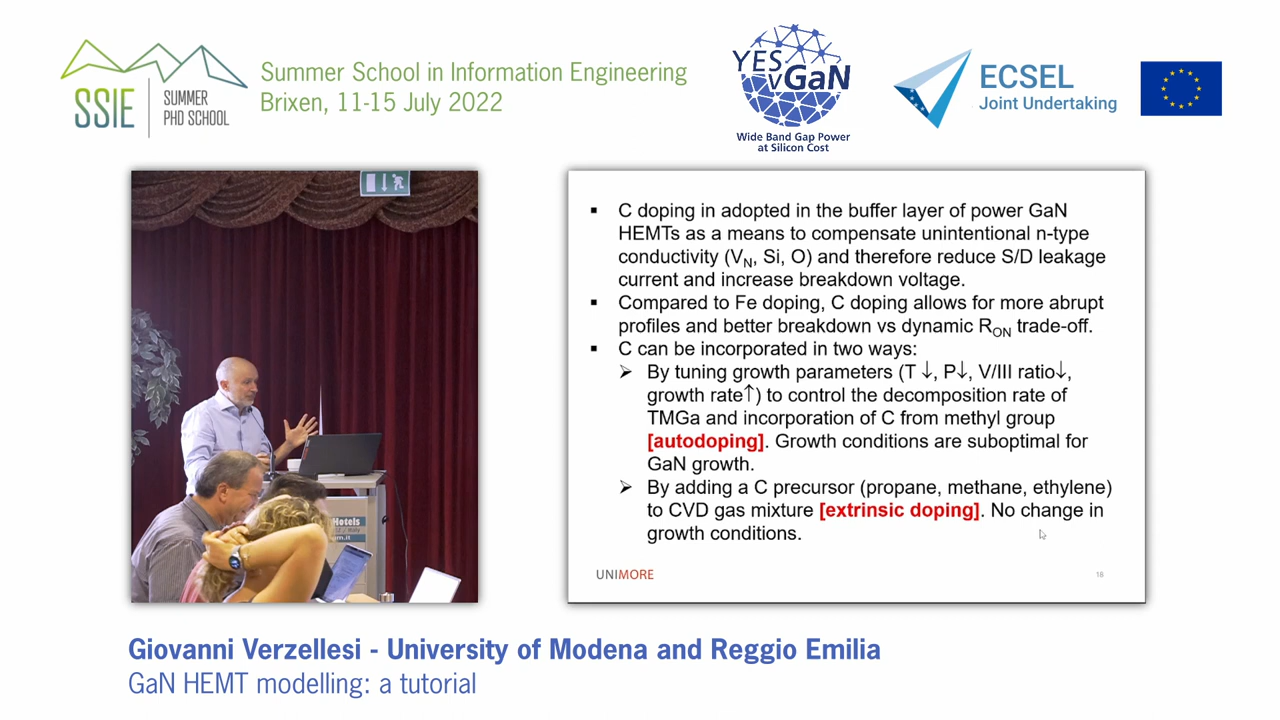 SSIE
SUMMER
PHD SCHOOL
Summer School in Information Engineering
Brixen, 11-15 July 2022
YES
vGaN
Wide Band Gap Power
at Silicon Cost
ECSEL
Joint Undertaking
▪ C doping in adopted in the buffer layer of power GaN
HEMTs as a means to compensate unintentional n-type
conductivity (VN, Si, O) and therefore reduce S/D leakage
current and increase breakdown voltage.
▪ Compared to Fe doping, C doping allows for more abrupt
profiles and better breakdown vs dynamic RON trade-off.
▪ C can be incorporated in two ways:
➢ By tuning growth parameters (T ↓, P↓, V/III ratio↓,
growth rate↑) to control the decomposition rate of
TMGa and incorporation of C from methyl group
[autodoping]. Growth conditions are suboptimal for
GaN growth.
➢ By adding a C precursor (propane, methane, ethylene)
to CVD gas mixture [extrinsic doping]. No change in
growth conditions.
UNIMORE
18
Hotels
Giovanni Verzellesi - University of Modena and Reggio Emilia
GaN HEMT modelling: a tutorial